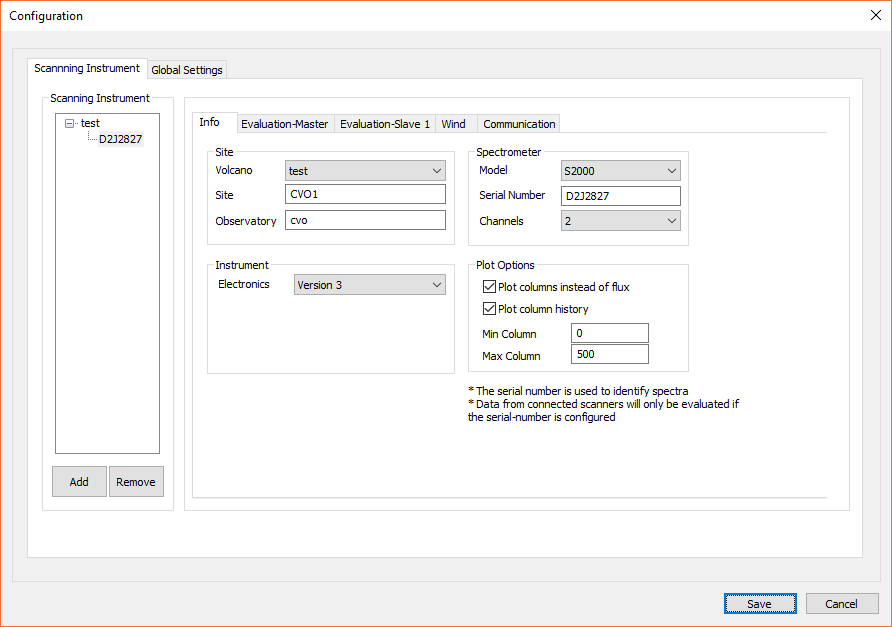 Configuration
Scannning Instrument
Global Settings
Scanning Instrument
test
D2J2827
Add
Remove
Info
Evaluation-Master
Evaluation-Slave 1
Wind
Communication
Site
Volcano
test
Site
CVO1
Observatory
cvo
Spectrometer
Model
S2000
Serial Number
D2J2827
Channels
2
Instrument
Electronics
Version 3
Plot Options
Plot columns instead of flux
Plot column history
Min Column
0
Max Column
500
* The serial number is used to identify spectra
* Data from connected scanners will only be evaluated if
the serial-number is configured
Save
Cancel